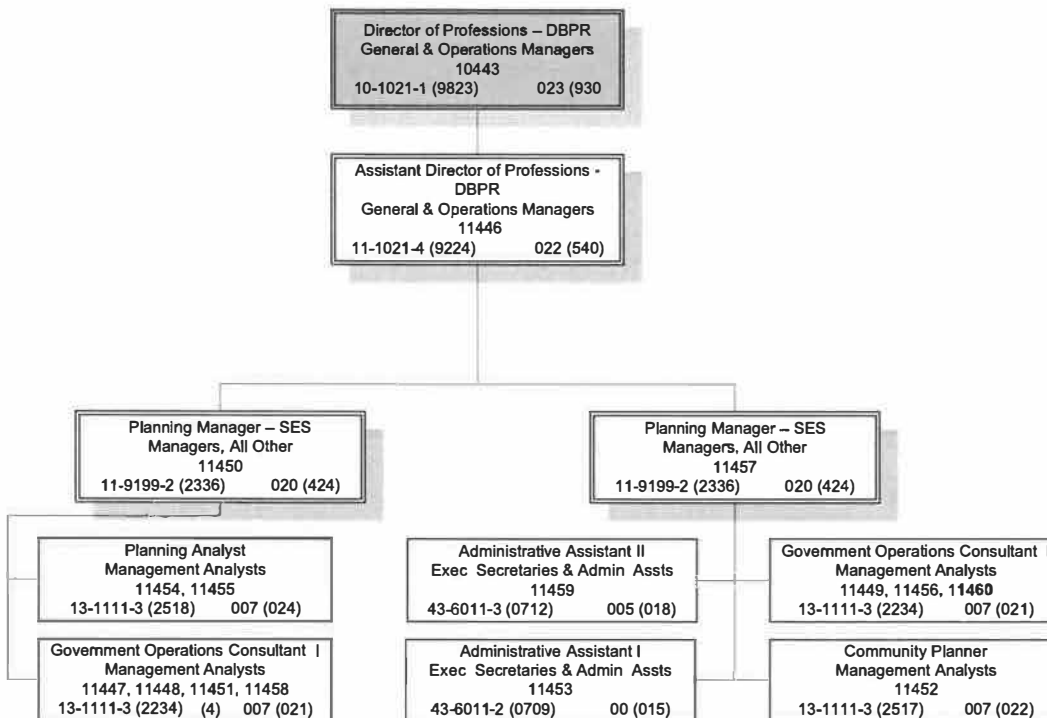 Director of Professions – DBPR
General & Operations Managers
10443
10-1021-1 (9823) 023 (930
Assistant Director of Professions -
DBPR
General & Operations Managers
11446
11-1021-4 (9224) 022 (540)
Planning Manager – SES
Managers, All Other
11450
11-9199-2 (2336) 020 (424)
Planning Manager – SES
Managers, All Other
11457
11-9199-2 (2336) 020 (424)
Planning Analyst
Management Analysts
11454, 11455
13-1111-3 (2518) 007 (024)
Government Operations Consultant I
Management Analysts
11447, 11448, 11451, 11458
13-1111-3 (2234) (4) 007 (021)
Administrative Assistant II
Exec Secretaries & Admin Assts
11459
43-6011-3 (0712) 005 (018)
Administrative Assistant I
Exec Secretaries & Admin Assts
11453
43-6011-2 (0709) 00 (015)
Government Operations Consultant I
Management Analysts
11449, 11456, 11460
13-1111-3 (2234) 007 (021)
Community Planner
Management Analysts
11452
13-1111-3 (2517) 007 (022)